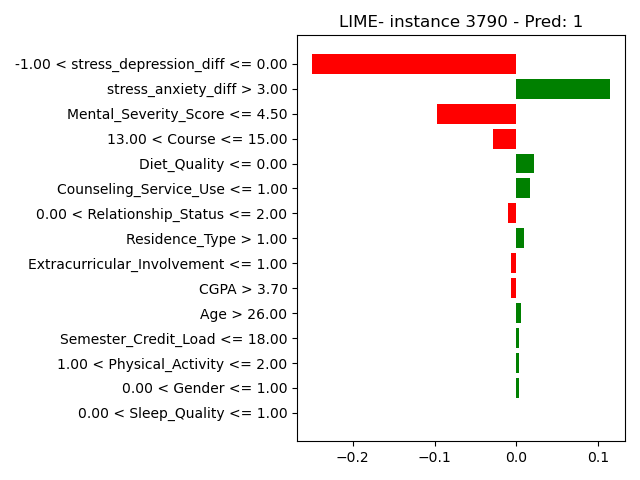 LIME- instance 3790 - Pred: 1
-1.00 < stress_depression_diff <= 0.00
stress_anxiety_diff > 3.00
Mental_Severity_Score <= 4.50
13.00 < Course <= 15.00
Diet_Quality <= 0.00
Counseling_Service_Use <= 1.00
0.00 < Relationship_Status <= 2.00
Residence_Type > 1.00
Extracurricular_Involvement <= 1.00
CGPA > 3.70
Age > 26.00
Semester_Credit_Load <= 18.00
1.00 < Physical_Activity <= 2.00
0.00 < Gender <= 1.00
0.00 < Sleep_Quality <= 1.00
−0.2 −0.1 0.0 0.1